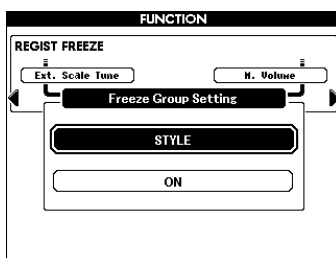 FUNCTION
REGIST FREEZE
Ext. Scale Tune
M. Volume
Freeze Group Setting
STYLE
ON